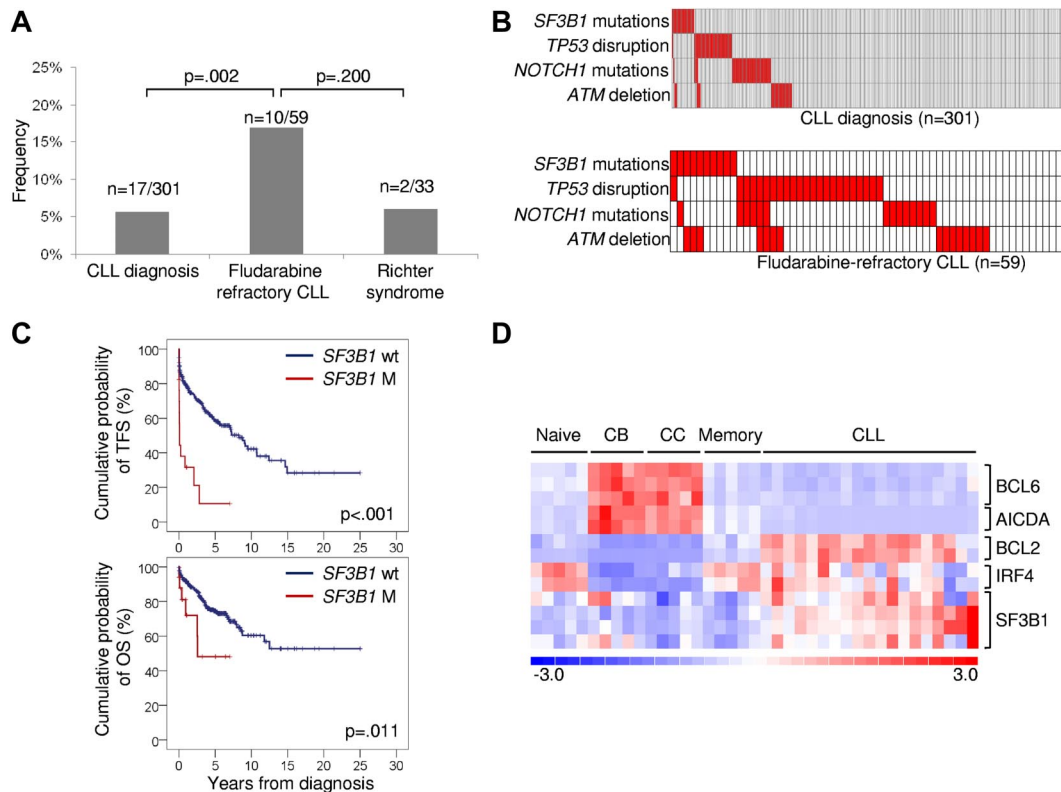 A
25%
20%
15%
10%
5%
0%
Frequency
p=.002
p=.200
n=17/301
n=10/59
n=2/33
CLL diagnosis
Fludarabine
refractory CLL
Richter
syndrome
B
SF3B1 mutations
TP53 disruption
NOTCH1 mutations
ATM deletion
CLL diagnosis (n=301)
SF3B1 mutations
TP53 disruption
NOTCH1 mutations
ATM deletion
Fludarabine-refractory CLL (n=59)
C
Cumulative probability
of TFS (%)
100
80
60
40
20
0
SF3B1 wt
SF3B1 M
p<.001
0 5 10 15 20 25 30
Cumulative probability
of OS (%)
100
80
60
40
20
0
SF3B1 wt
SF3B1 M
p=.011
0 5 10 15 20 25 30
Years from diagnosis
D
Naive CB CC Memory CLL
BCL6
AICDA
BCL2
IRF4
SF3B1
-3.0 3.0